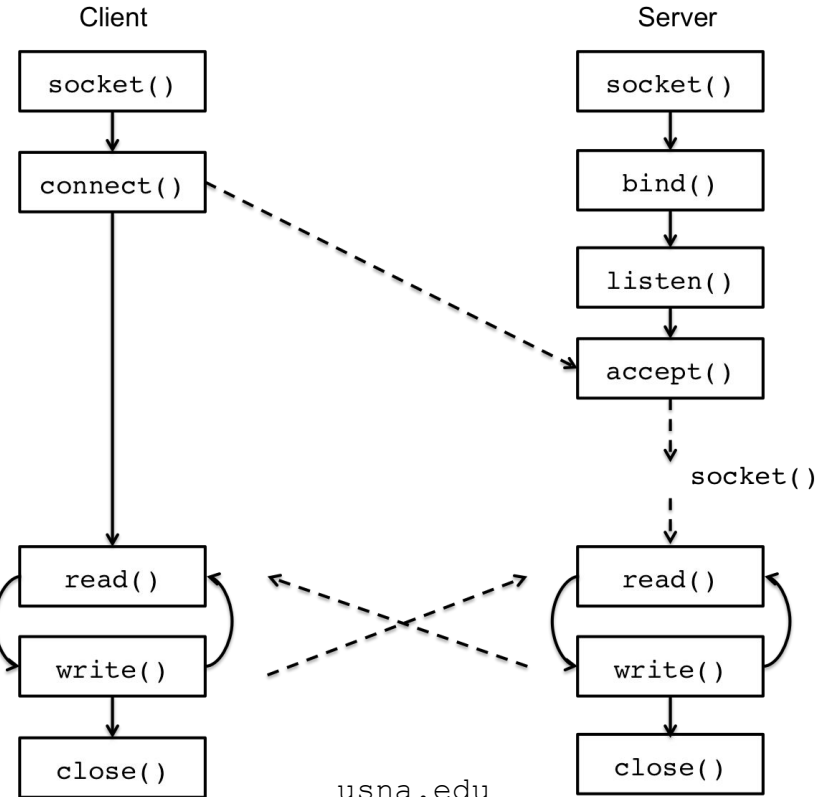 Client
Server
socket()
socket()
connect()
bind()
listen()
accept()
socket()
read()
read()
write()
write()
close()
close()
usna.edu